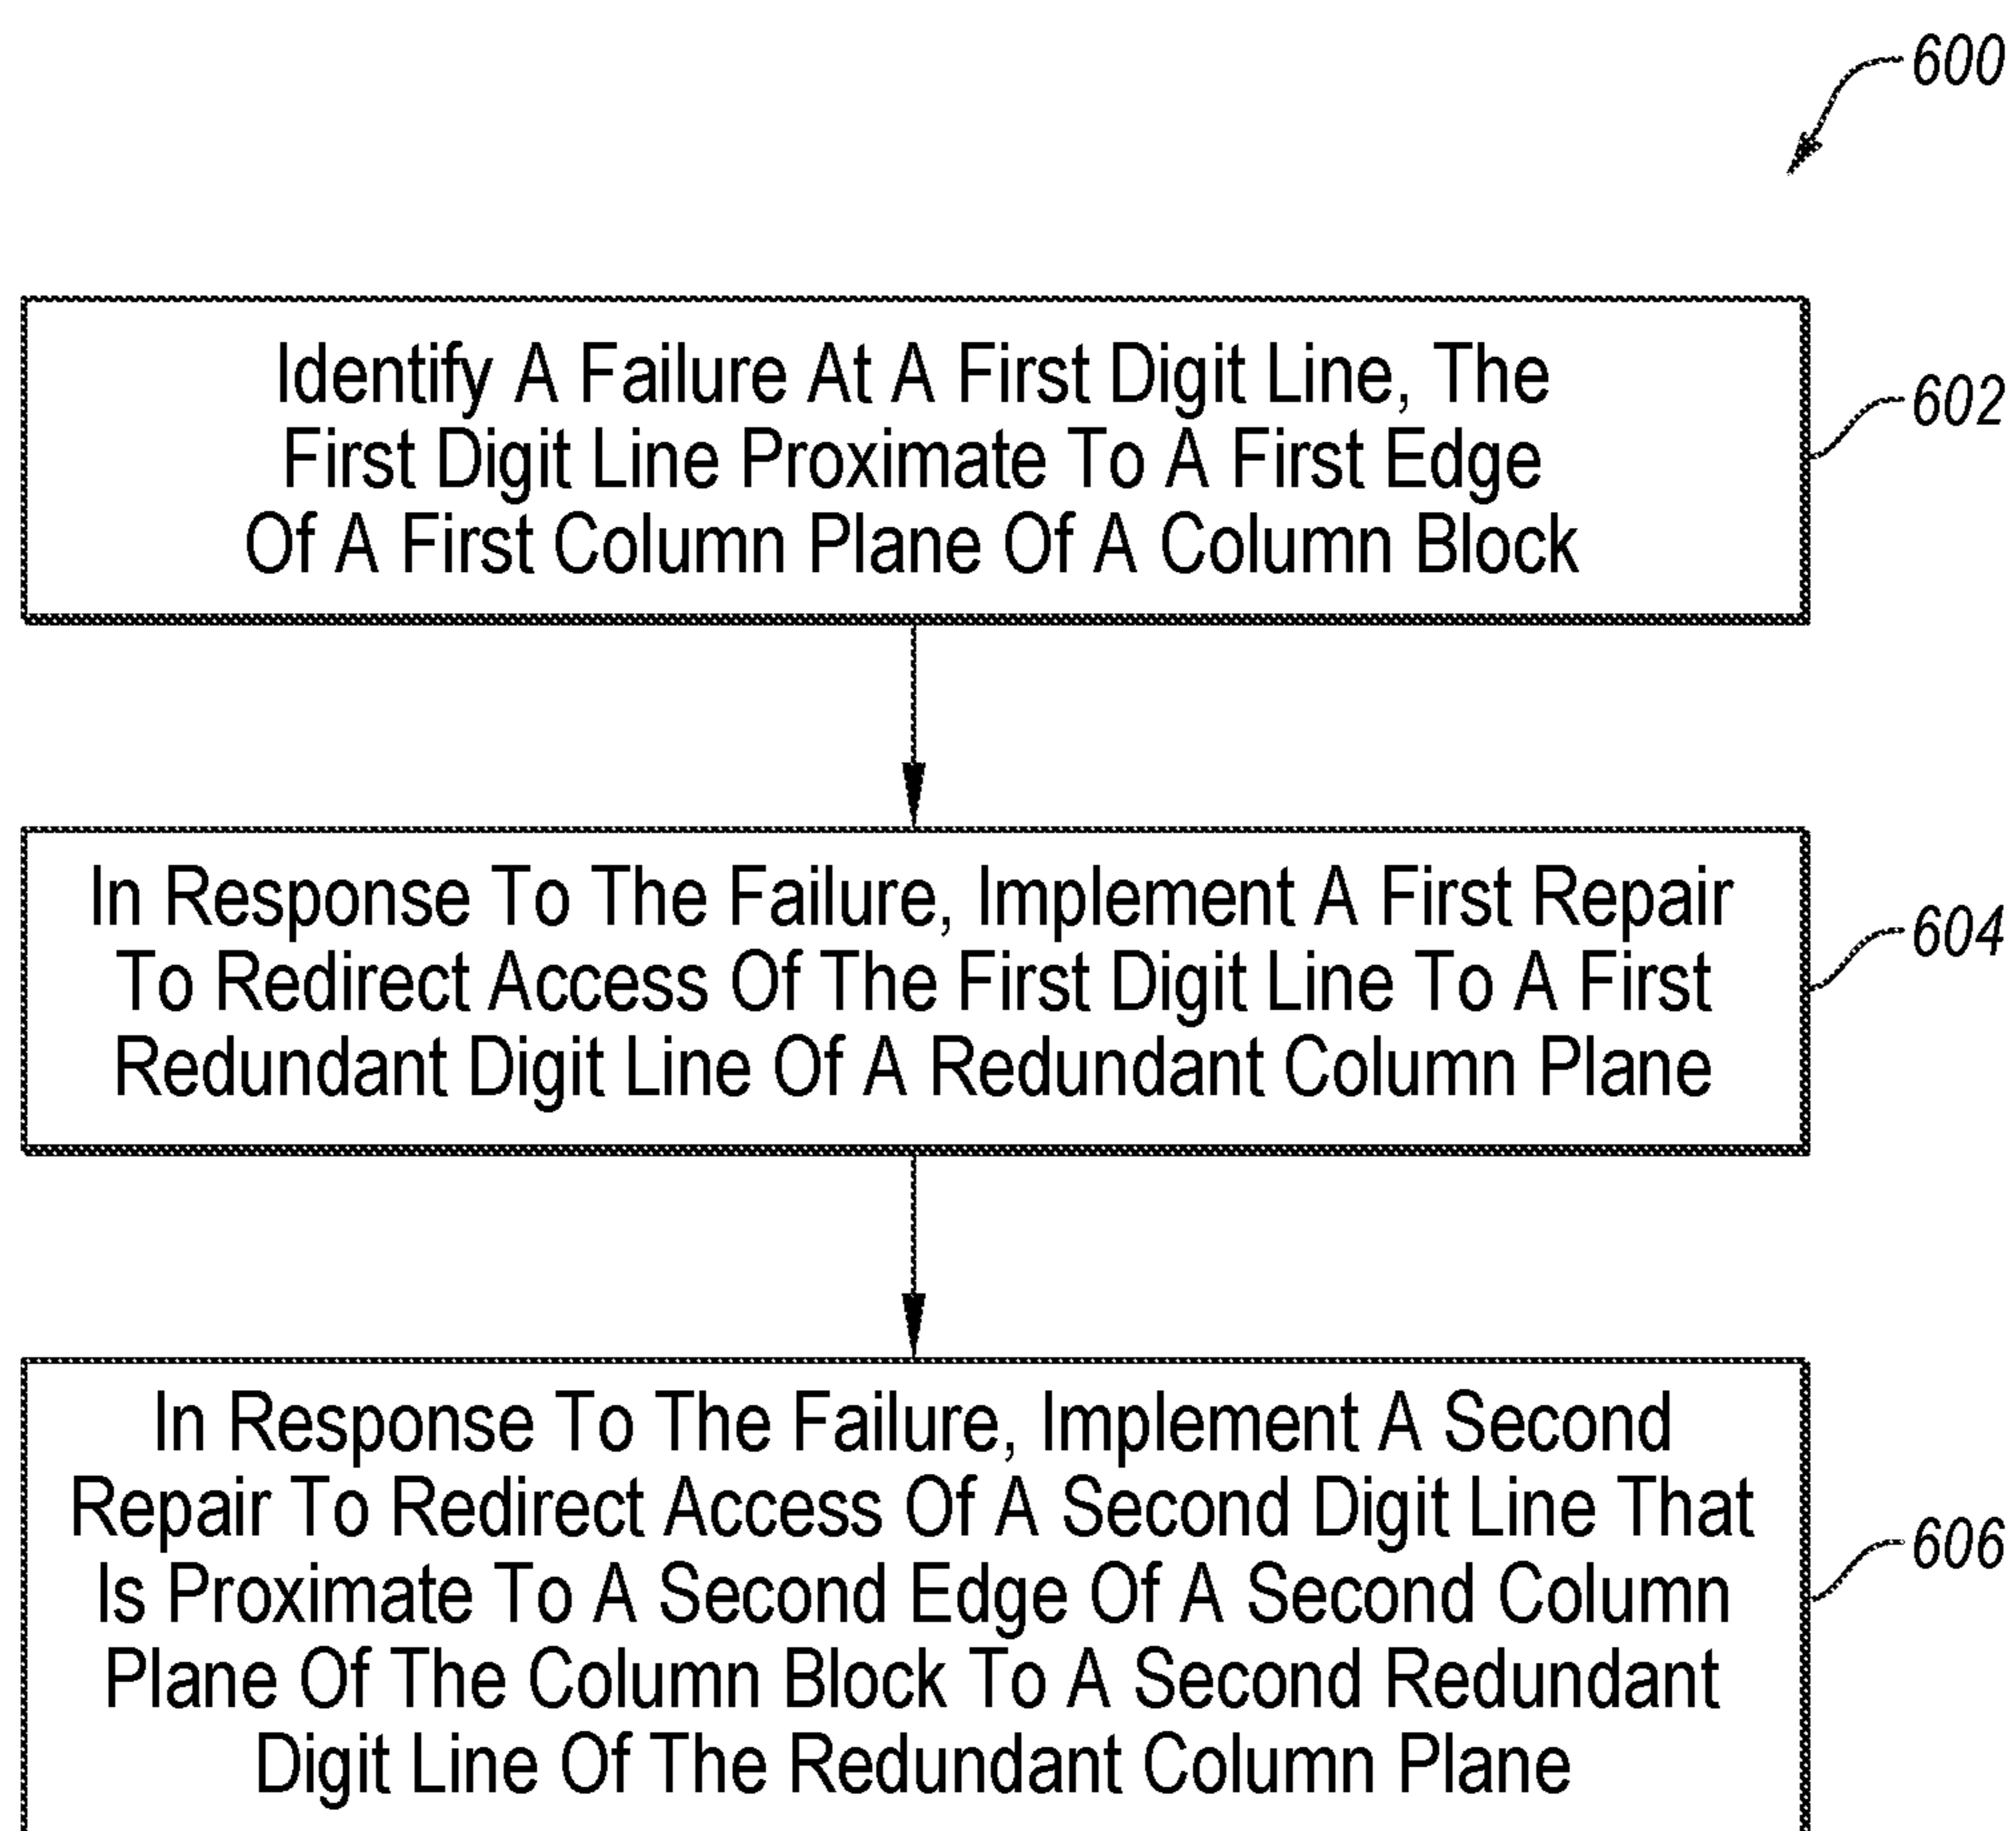 600
Identify A Failure At A First Digit Line, The
First Digit Line Proximate To A First Edge
Of A First Column Plane Of A Column Block
602
In Response To The Failure, Implement A First Repair
To Redirect Access Of The First Digit Line To A First
Redundant Digit Line Of A Redundant Column Plane
604
In Response To The Failure, Implement A Second
Repair To Redirect Access Of A Second Digit Line That
Is Proximate To A Second Edge Of A Second Column
Plane Of The Column Block To A Second Redundant
Digit Line Of The Redundant Column Plane
606